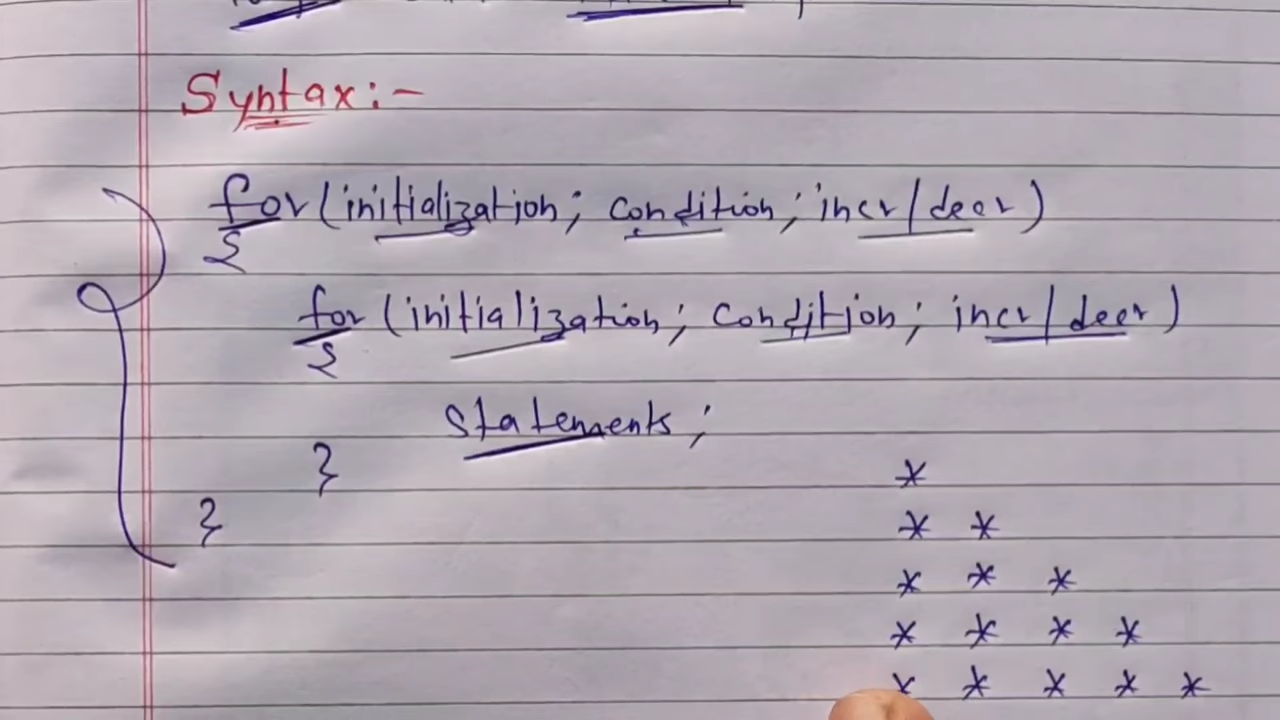 Syntax:-
for(initialization; condition; incr/decr)
{
for (initialization; condition; incr/decr)
{
statements;
}
}
*
* *
* * *
* * * *
* * * * *